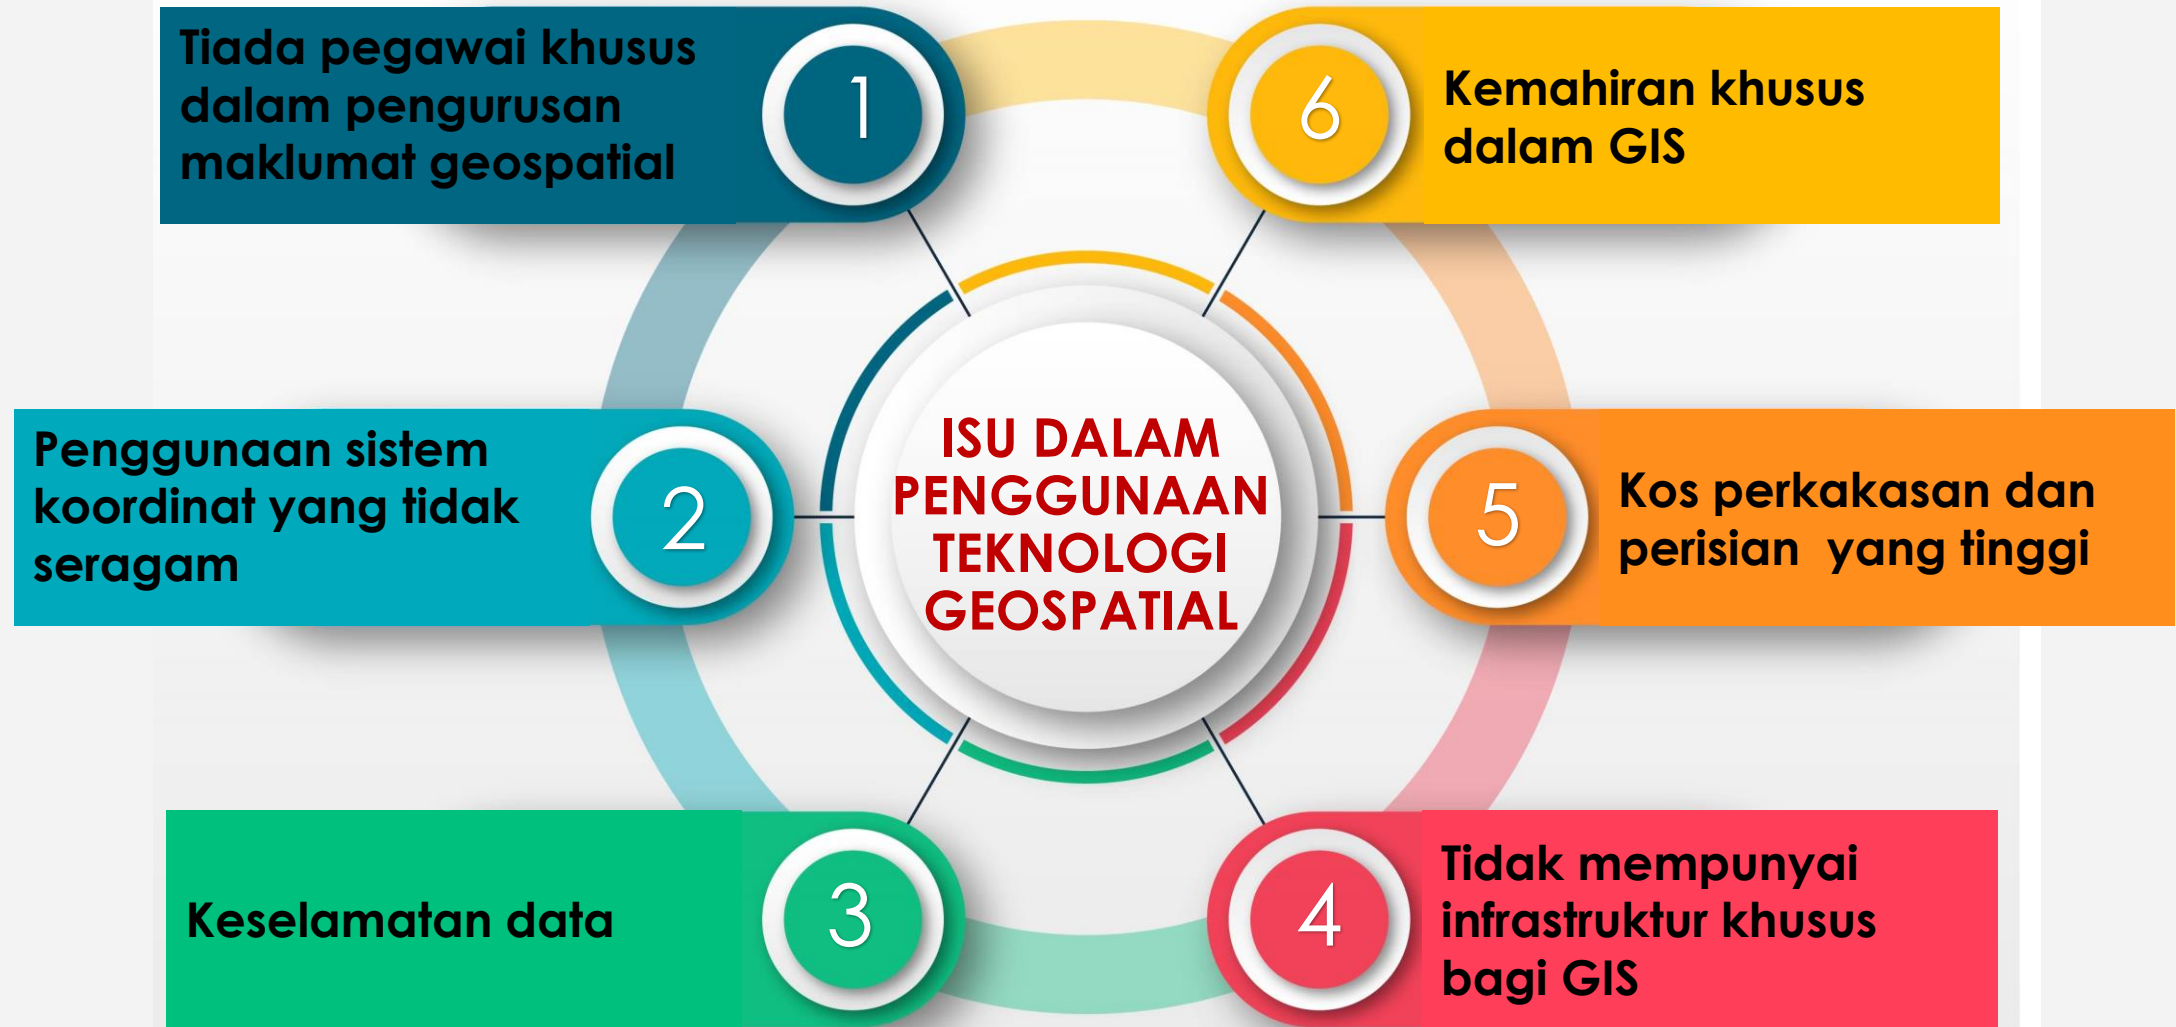 ISU DALAM
PENGGUNAAN
TEKNOLOGI
GEOSPATIAL
1
Tiada pegawai khusus
dalam pengurusan
maklumat geospatial
2
Penggunaan sistem
koordinat yang tidak
seragam
3
Keselamatan data
4
Tidak mempunyai
infrastruktur khusus
bagi GIS
5
Kos perkakasan dan
perisian  yang tinggi
6
Kemahiran khusus
dalam GIS